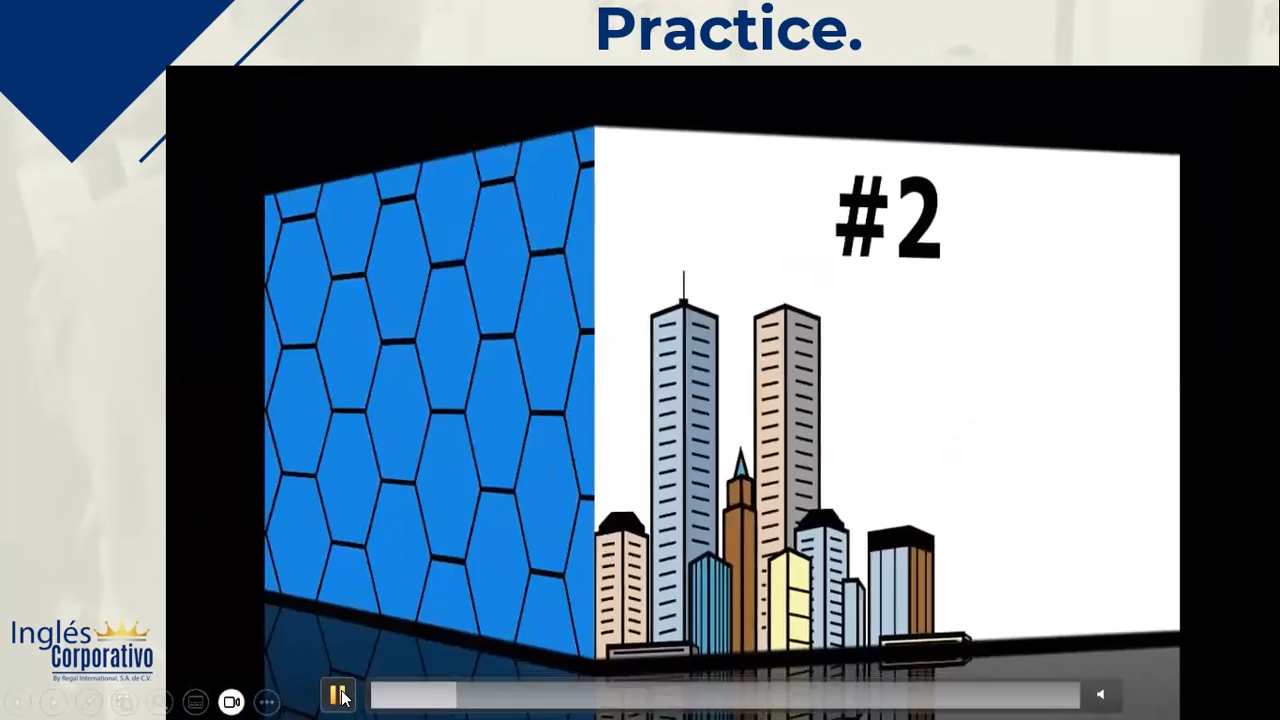 Practice.
#2
Inglés
Corporativo
By Regal International, S.A. de C.V.